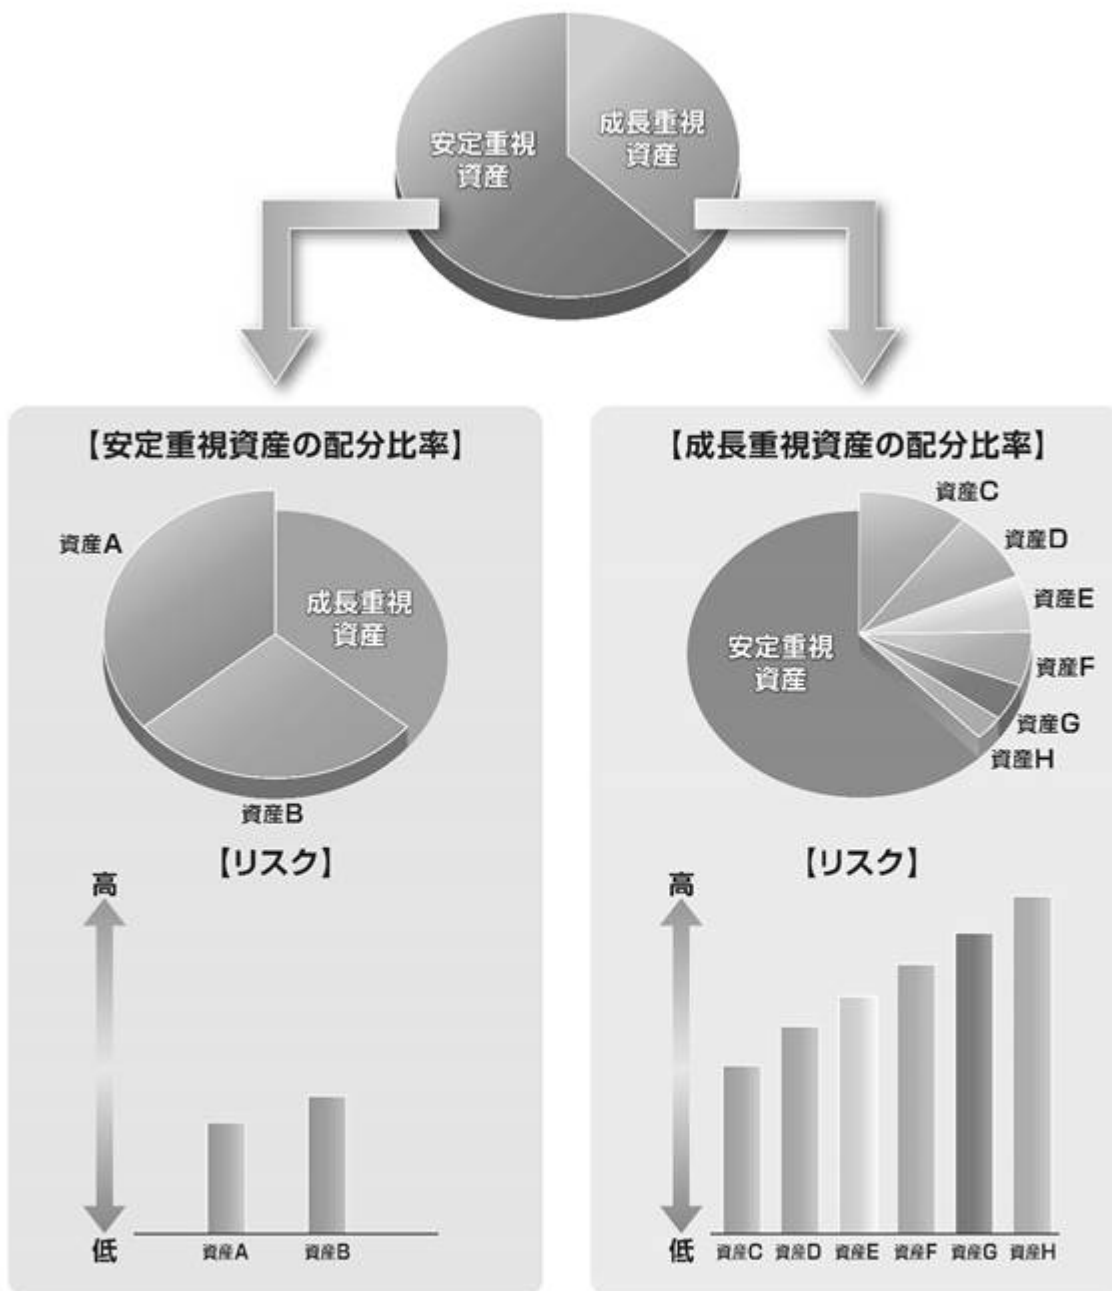 安定重視
資産
成長重視
資産
【安定重視資産の配分比率】
資産A
成長重視
資産
資産B
【リスク】
高
低
資産A 資産B
【成長重視資産の配分比率】
資産C
資産D
資産E
資産F
資産G
資産H
安定重視
資産
【リスク】
高
低
資産C 資産D 資産E 資産F 資産G 資産H